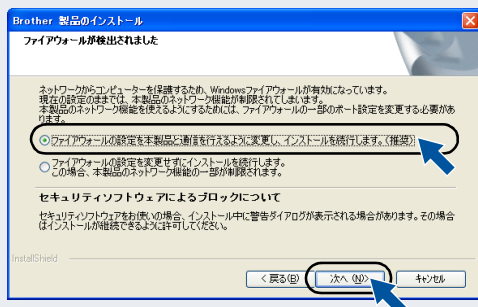 Brother 製品のインストール
ファイアウォールが検出されました
ネットワークからコンピューターを保護するため、Windowsファイアウォールが有効になっています。
現在の設定のままでは、本製品のネットワーク機能が制限されてしまいます。
本製品のネットワーク機能を使えるようにするためには、ファイアウォールの一部のポート設定を変更する必要があ
ります。
ファイアウォールの設定を本製品と通信を行えるように変更し、インストールを続行します。（推奨）
ファイアウォールの設定を変更せずにインストールを続行します。
この場合、本製品のネットワーク機能の一部が制限されます。
セキュリティソフトウェアによるブロックについて
セキュリティソフトウェアをお使いの場合、インストール中に警告ダイアログが表示される場合があります。その場合
はインストールが継続できるように許可してください。
InstallShield
< 戻る(B)
次へ (N)>
キャンセル